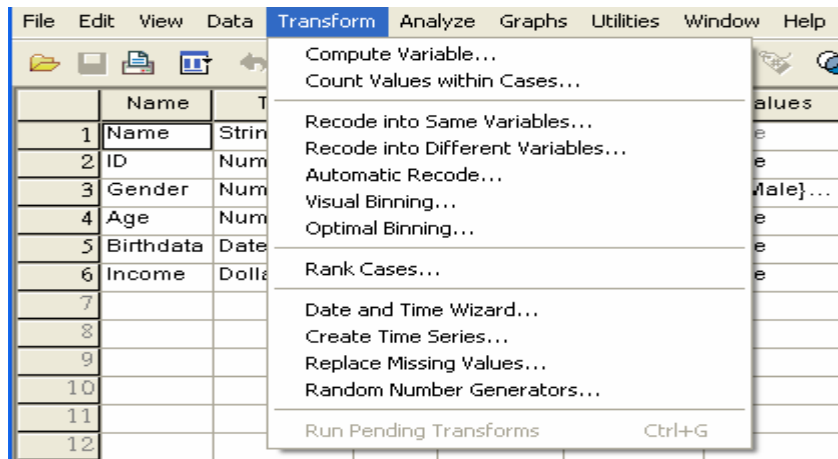 File Edit View Data Transform Analyze Graphs Utilities Window Help
Compute Variable...
Count Values within Cases...
Recode into Same Variables...
Recode into Different Variables...
Automatic Recode...
Visual Binning...
Optimal Binning...
Rank Cases...
Date and Time Wizard...
Create Time Series...
Replace Missing Values...
Random Number Generators...
Run Pending Transforms Ctrl+G
Name T alues
1 Name Strin e
2 ID Num e
3 Gender Num Male}...
4 Age Num e
5 Birthdata Date e
6 Income Dolla e
7
8
9
10
11
12